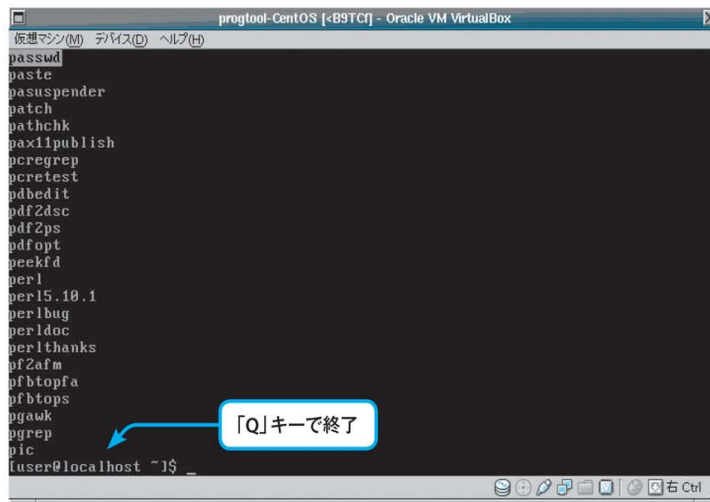 progtool-CentOS [<B9TCf] - Oracle VM VirtualBox
仮想マシン(M) デバイス(D) ヘルプ(H)
passwd
paste
pasuspender
patch
pathchk
pax11publish
pcregrep
pcretest
pdbedit
pdf2dsc
pdf2ps
pdfopt
peekfd
perl
perl5.10.1
perlbug
perldoc
perlthanks
pf2afm
pfbtopfa
pfbtops
pgawk
pgrep
pic
「Q」キーで終了
[user@localhost ~]$ _
右 Ctrl